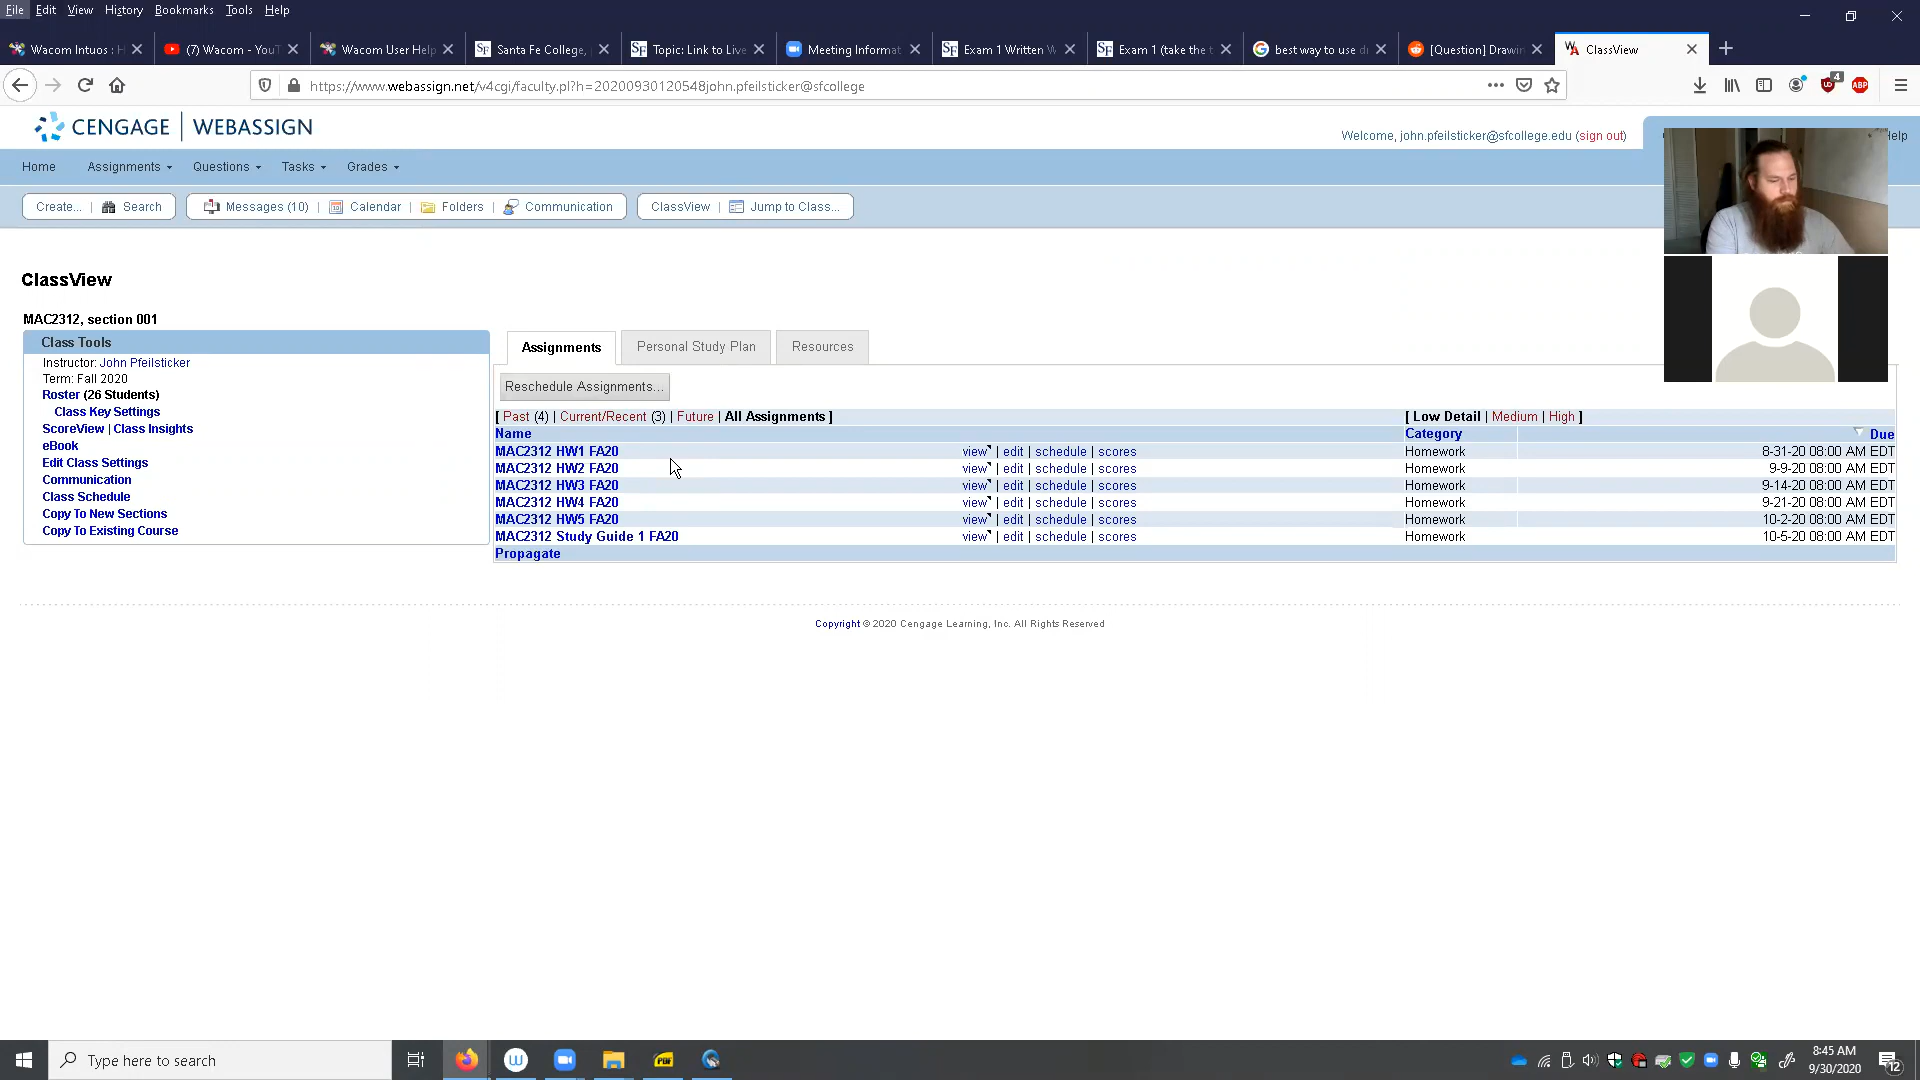 File Edit View History Bookmarks Tools Help
Wacom Intuos : H
(7) Wacom - YouT
Wacom User Help
Santa Fe College,
Topic: Link to Live
Meeting Informat
Exam 1 Written W
Exam 1 (take the t
best way to use d
[Question] Drawin
ClassView
https://www.webassign.net/v4cgi/faculty.pl?h=20200930120548john.pfeilsticker@sfcollege
4
ABP
CENGAGE | WEBASSIGN
Welcome, john.pfeilsticker@sfcollege.edu (sign out)
elp
Home Assignments Questions Tasks Grades
Create... | Search
Messages (10) | Calendar | Folders | Communication
ClassView | Jump to Class...
ClassView
MAC2312, section 001
Class Tools
Instructor: John Pfeilsticker
Term: Fall 2020
Roster (26 Students)
Class Key Settings
ScoreView | Class Insights
eBook
Edit Class Settings
Communication
Class Schedule
Copy To New Sections
Copy To Existing Course
Assignments Personal Study Plan Resources
Reschedule Assignments...
[ Past (4) | Current/Recent (3) | Future | All Assignments ] [ Low Detail | Medium | High ]
Name Category Due
MAC2312 HW1 FA20 view | edit | schedule | scores Homework 8-31-20 08:00 AM EDT
MAC2312 HW2 FA20 view | edit | schedule | scores Homework 9-9-20 08:00 AM EDT
MAC2312 HW3 FA20 view | edit | schedule | scores Homework 9-14-20 08:00 AM EDT
MAC2312 HW4 FA20 view | edit | schedule | scores Homework 9-21-20 08:00 AM EDT
MAC2312 HW5 FA20 view | edit | schedule | scores Homework 10-2-20 08:00 AM EDT
MAC2312 Study Guide 1 FA20 view | edit | schedule | scores Homework 10-5-20 08:00 AM EDT
Propagate
Copyright © 2020 Cengage Learning, Inc. All Rights Reserved
Type here to search
PDF
8:45 AM
9/30/2020
12